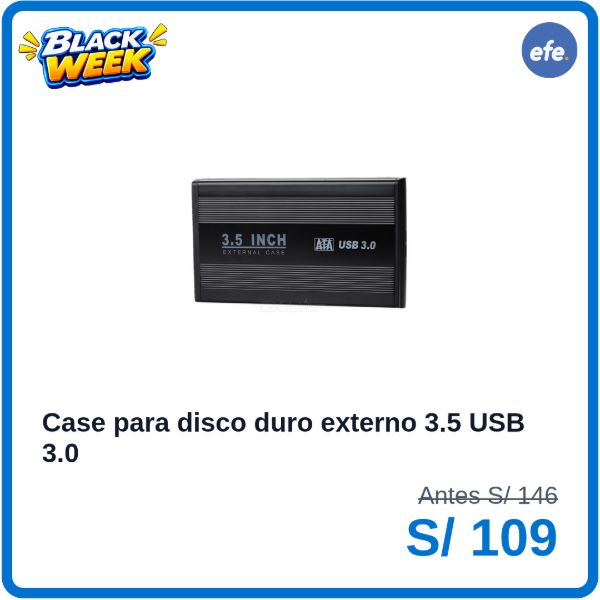 BLACK
WEEK
efe.
3.5 INCH
EXTERNAL CASE
SATA
USB 3.0
Case para disco duro externo 3.5 USB
3.0
Antes S/ 146
S/ 109